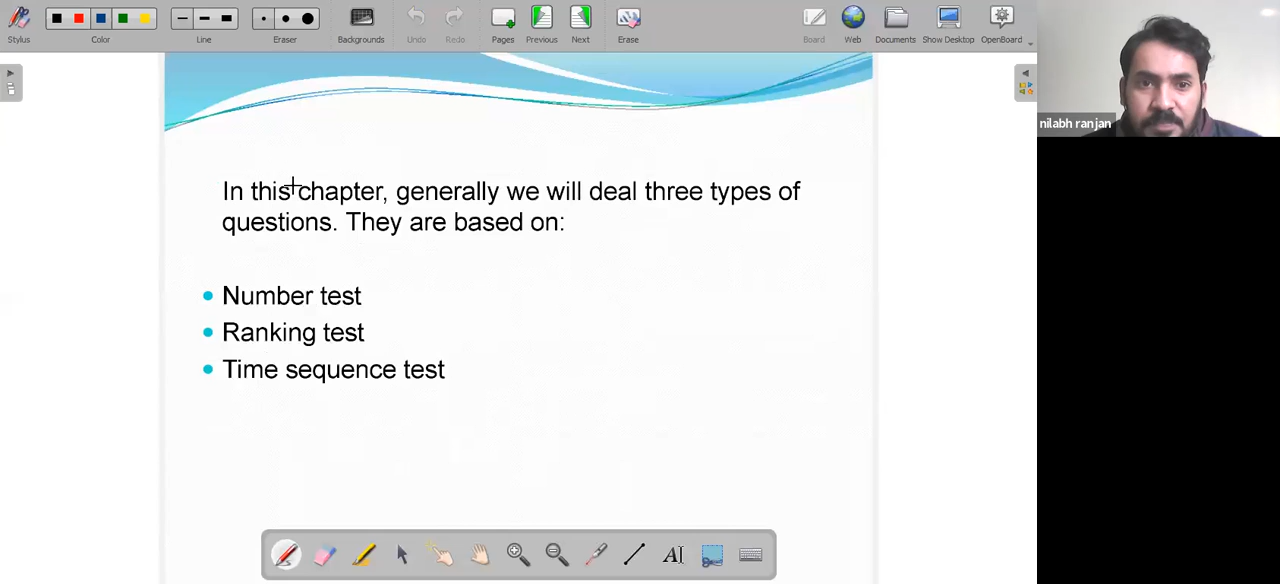 Stylus
Color
Line
Eraser
Backgrounds
Undo
Redo
Pages
Previous
Next
Erase
Board
Web
Documents
Show Desktop
OpenBoard
nilabh ranjan
In this chapter, generally we will deal three types of
questions. They are based on:
Number test
Ranking test
Time sequence test